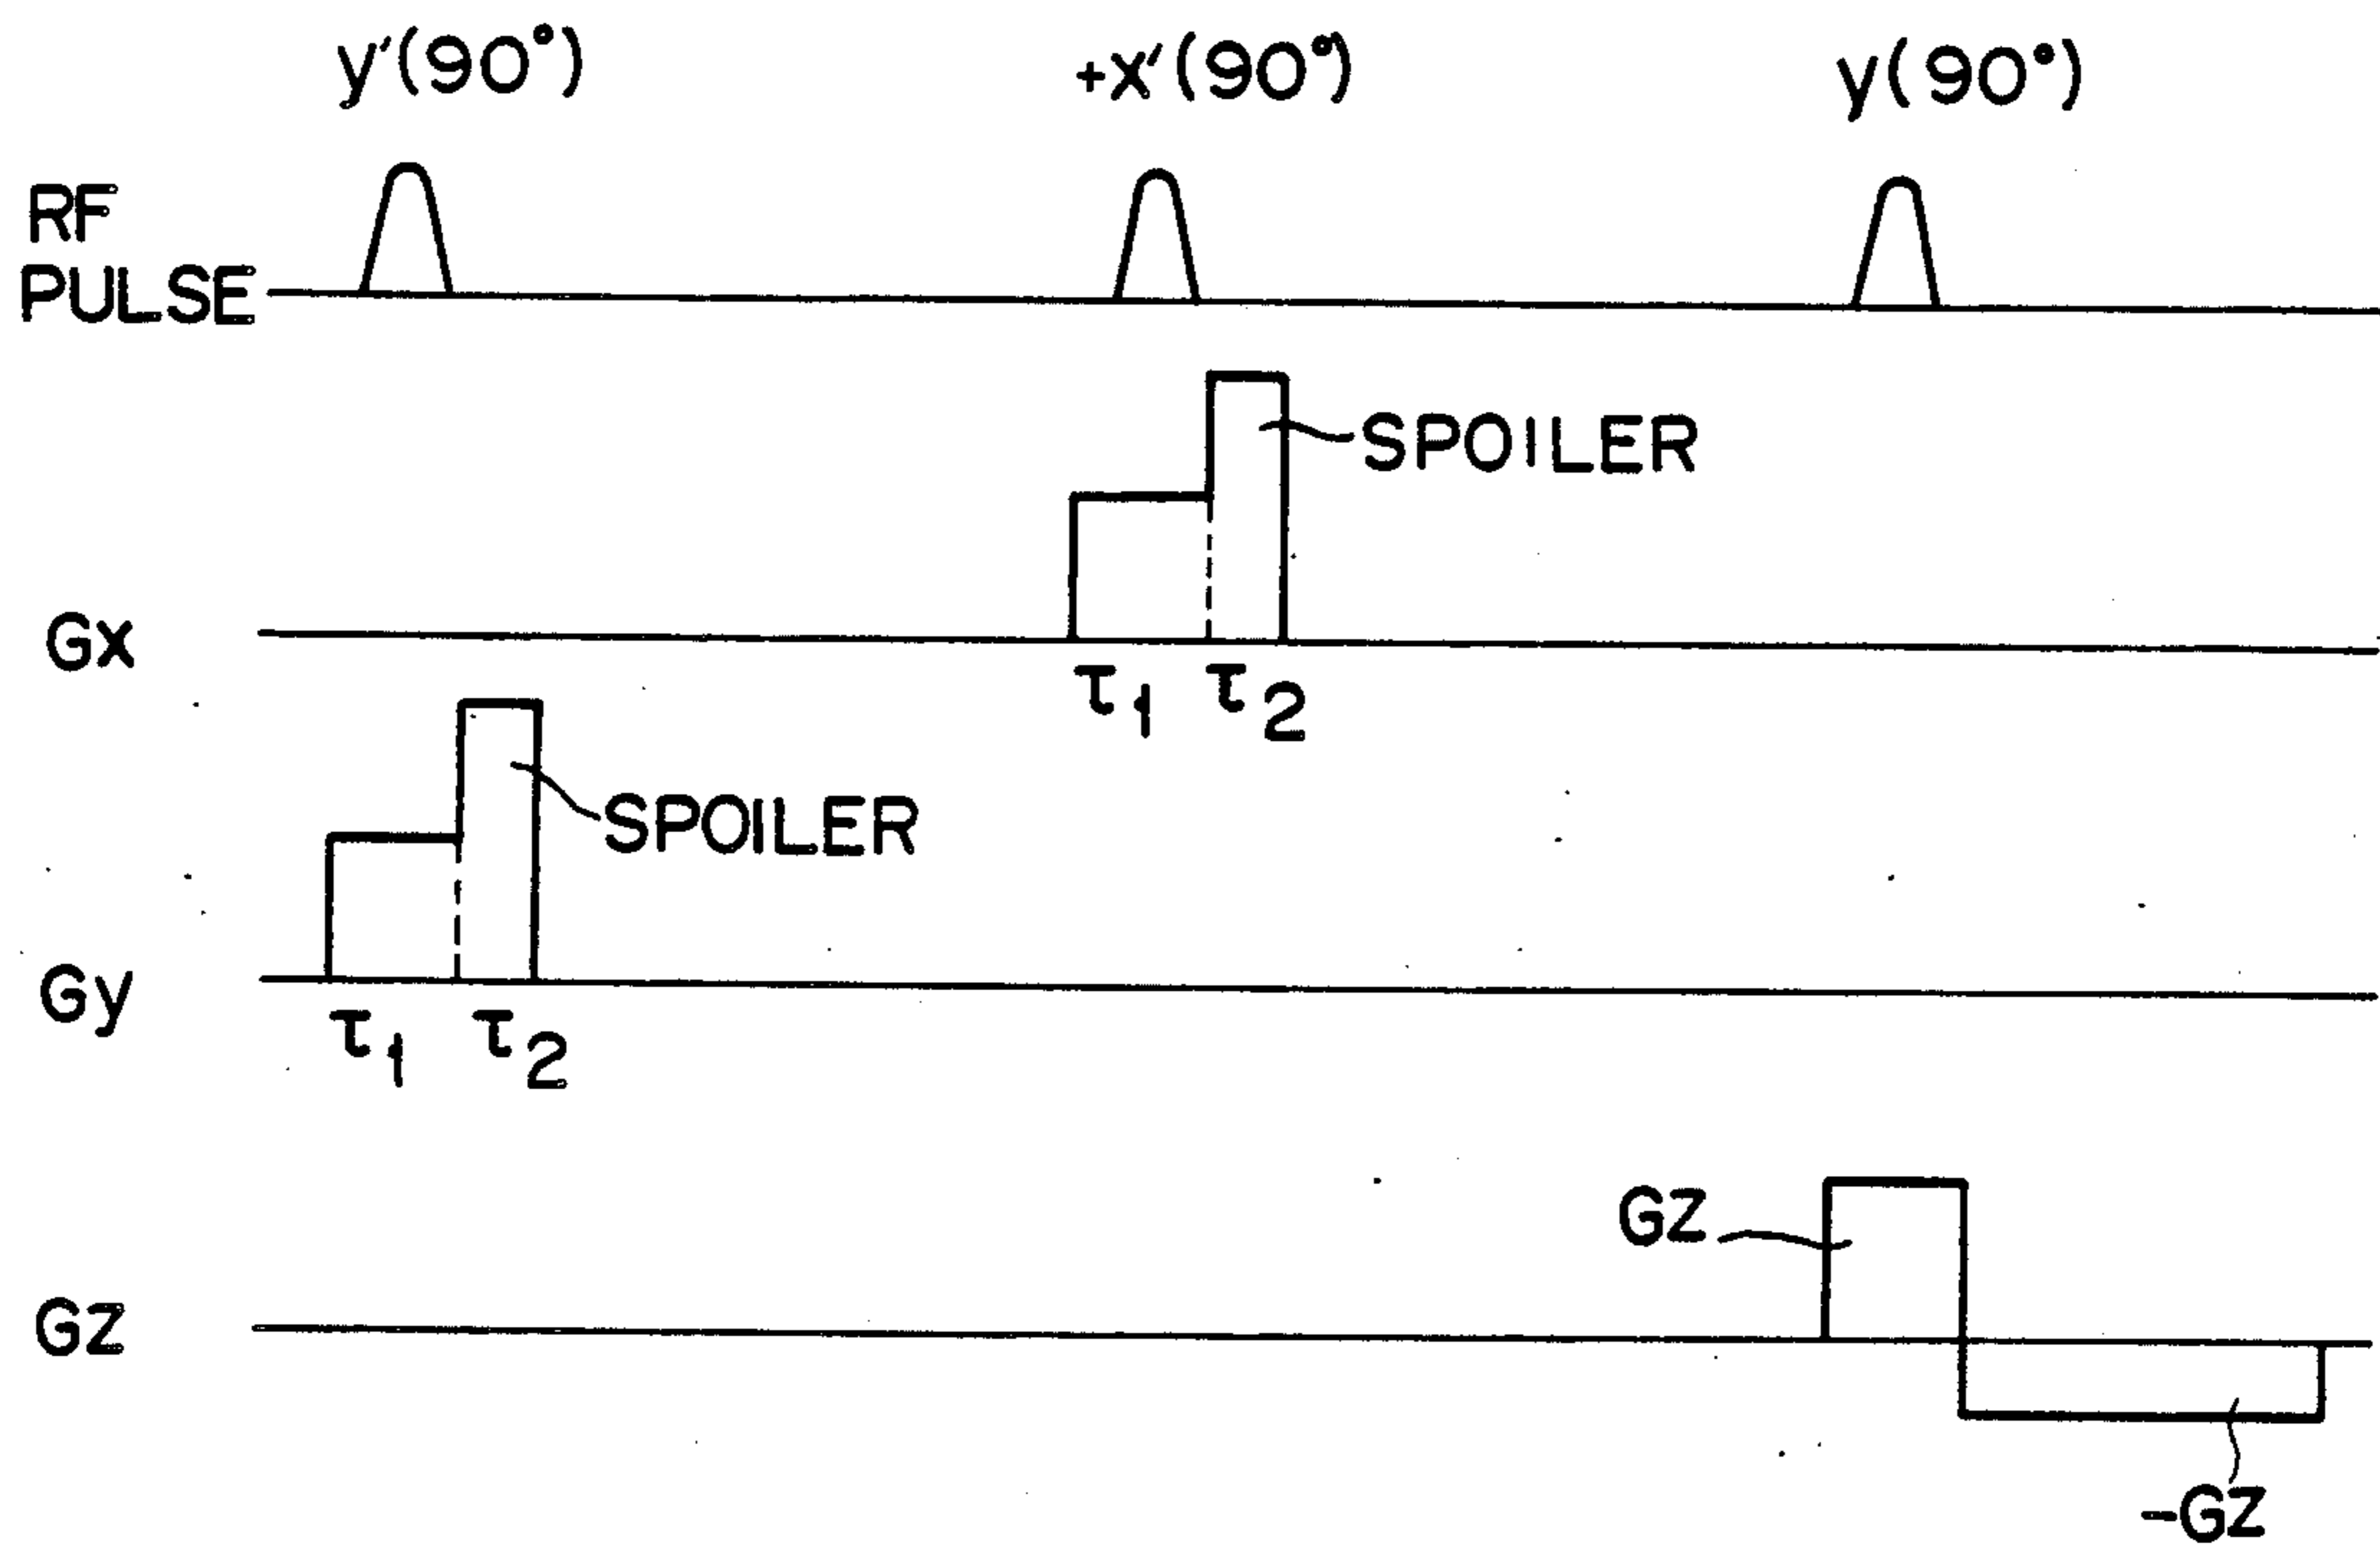 y'(90°) +x'(90°) y(90°)
RF
PULSE
SPOILER
Gx
τ1 τ2
SPOILER
Gy
τ1 τ2
GZ
GZ
-GZ